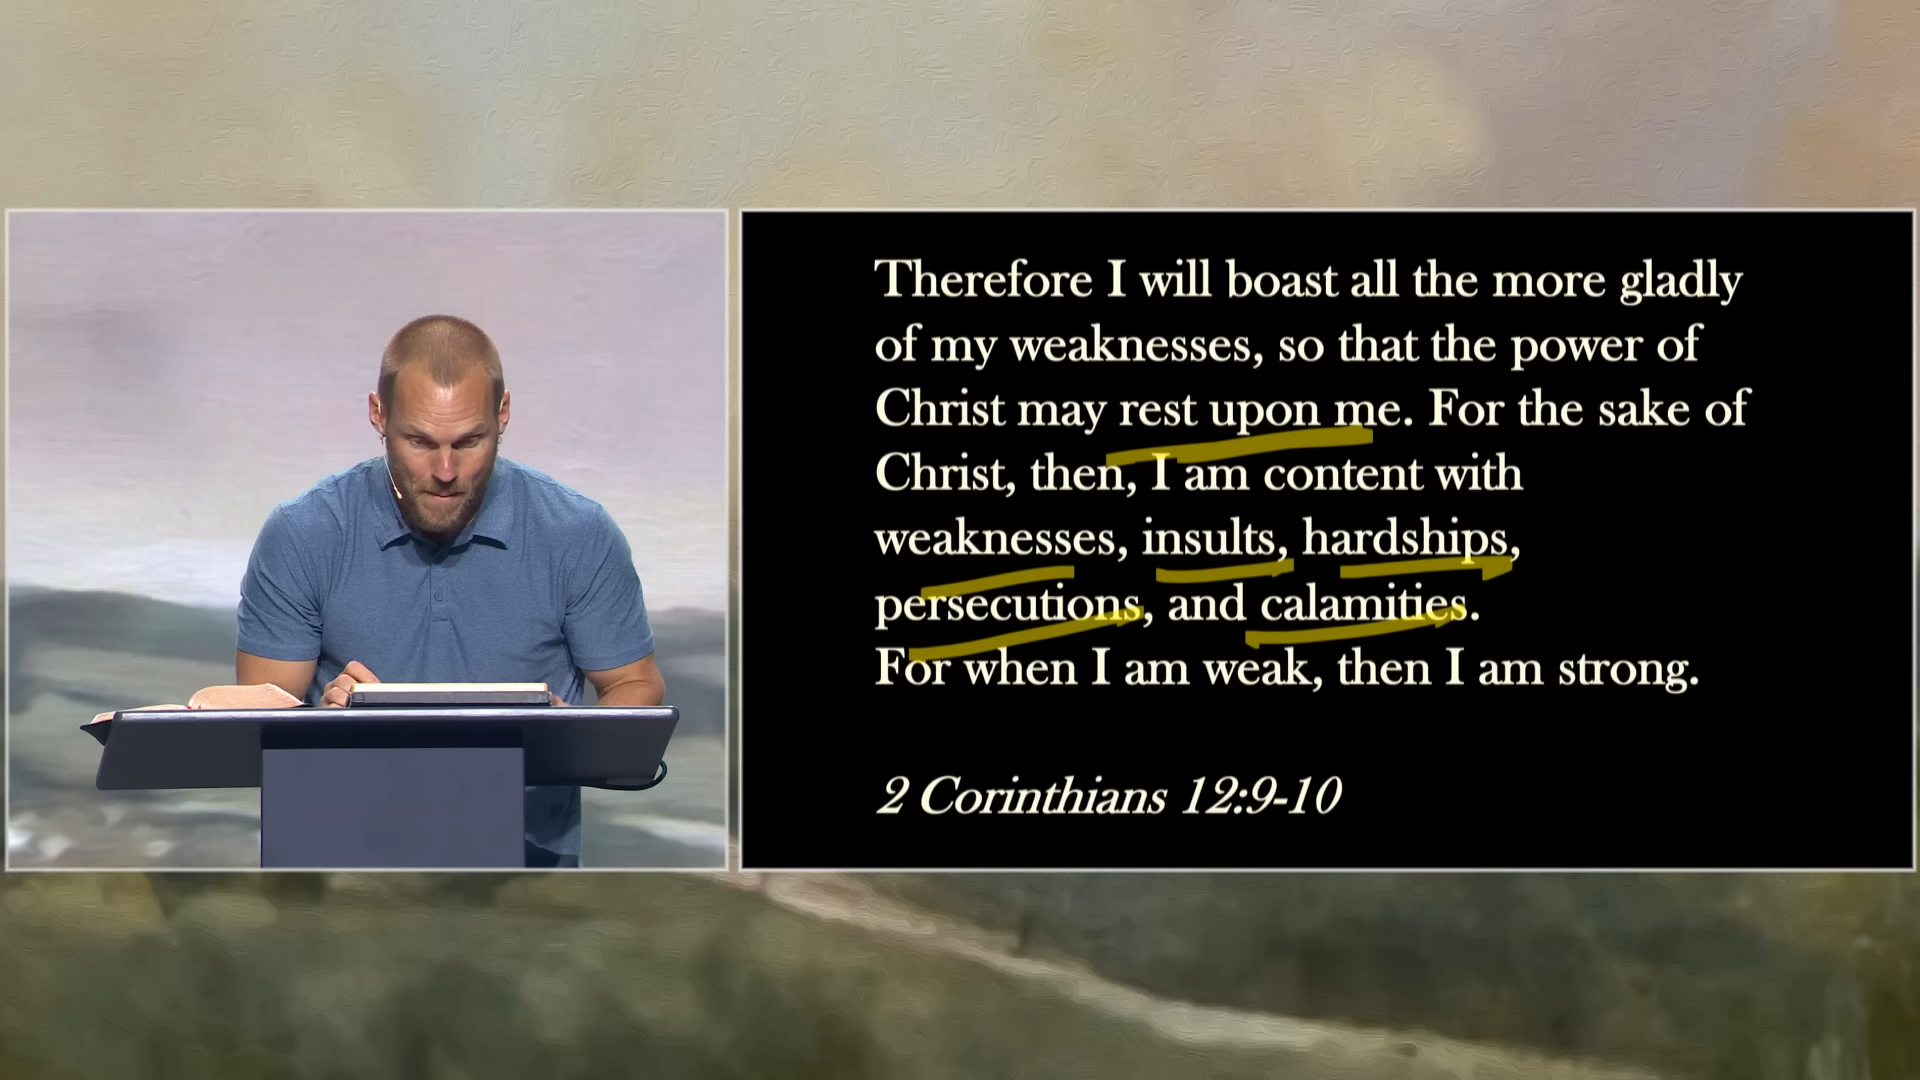 Therefore I will boast all the more gladly
of my weaknesses, so that the power of
Christ may rest upon me. For the sake of
Christ, then, I am content with
weaknesses, insults, hardships,
persecutions, and calamities.
For when I am weak, then I am strong.
2 Corinthians 12:9-10